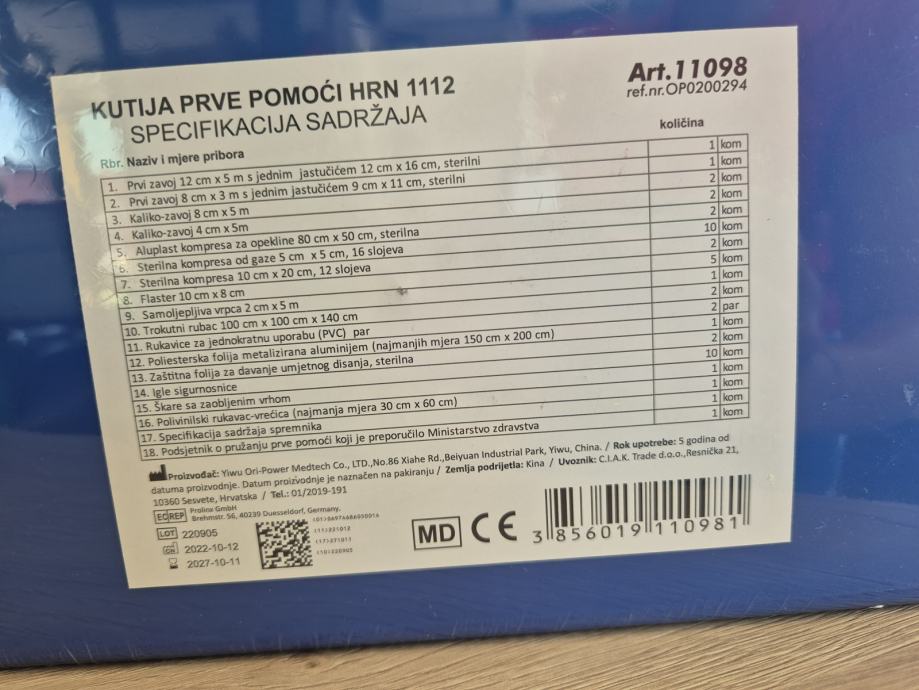 KUTIJA PRVE POMOĆI HRN 1112
SPECIFIKACIJA SADRŽAJA
Art.11098
ref.nr.OP0200294
Rbr. Naziv i mjere pribora količina
1. Prvi zavoj 12 cm x 5 m s jednim jastučićem 12 cm x 16 cm, sterilni 1 kom
2. Prvi zavoj 8 cm x 3 m s jednim jastučićem 9 cm x 11 cm, sterilni 1 kom
3. Kaliko-zavoj 8 cm x 5 m 2 kom
4. Kaliko-zavoj 4 cm x 5m 2 kom
5. Aluplast kompresa za opekline 80 cm x 50 cm, sterilna 2 kom
6. Sterilna kompresa od gaze 5 cm x 5 cm, 16 slojeva 10 kom
7. Sterilna kompresa 10 cm x 20 cm, 12 slojeva 2 kom
8. Flaster 10 cm x 8 cm 5 kom
9. Samoljepljiva vrpca 2 cm x 5 m 1 kom
10. Trokutni rubac 100 cm x 100 cm x 140 cm 2 kom
11. Rukavice za jednokratnu uporabu (PVC) par 2 par
12. Poliesterska folija metalizirana aluminijem (najmanjih mjera 150 cm x 200 cm) 1 kom
13. Zaštitna folija za davanje umjetnog disanja, sterilna 2 kom
14. Igle sigurnosnice 10 kom
15. Škare sa zaobljenim vrhom 1 kom
16. Polivinilski rukavac-vrećica (najmanja mjera 30 cm x 60 cm) 1 kom
17. Specifikacija sadržaja spremnika 1 kom
18. Podsjetnik o pružanju prve pomoći koji je preporučilo Ministarstvo zdravstva 1 kom
Proizvođač: Yiwu Ori-Power Medtech Co., LTD.,No.86 Xiahe Rd.,Beiyuan Industrial Park, Yiwu, China. / Rok upotrebe: 5 godina od
datuma proizvodnje. Datum proizvodnje je naznačen na pakiranju / Zemlja podrijetla: Kina / Uvoznik: C.I.A.K. Trade d.o.o.,Resnička 21,
10360 Sesvete, Hrvatska / Tel.: 01/2019-191
EC REP Prolinx GmbH
Brehmstr. 56, 40239 Duesseldorf, Germany.
LOT 220905
CN 2022-10-12
2027-10-11
(11)221012
(17)271011
(10)220905
MD CE
3 856019 110981